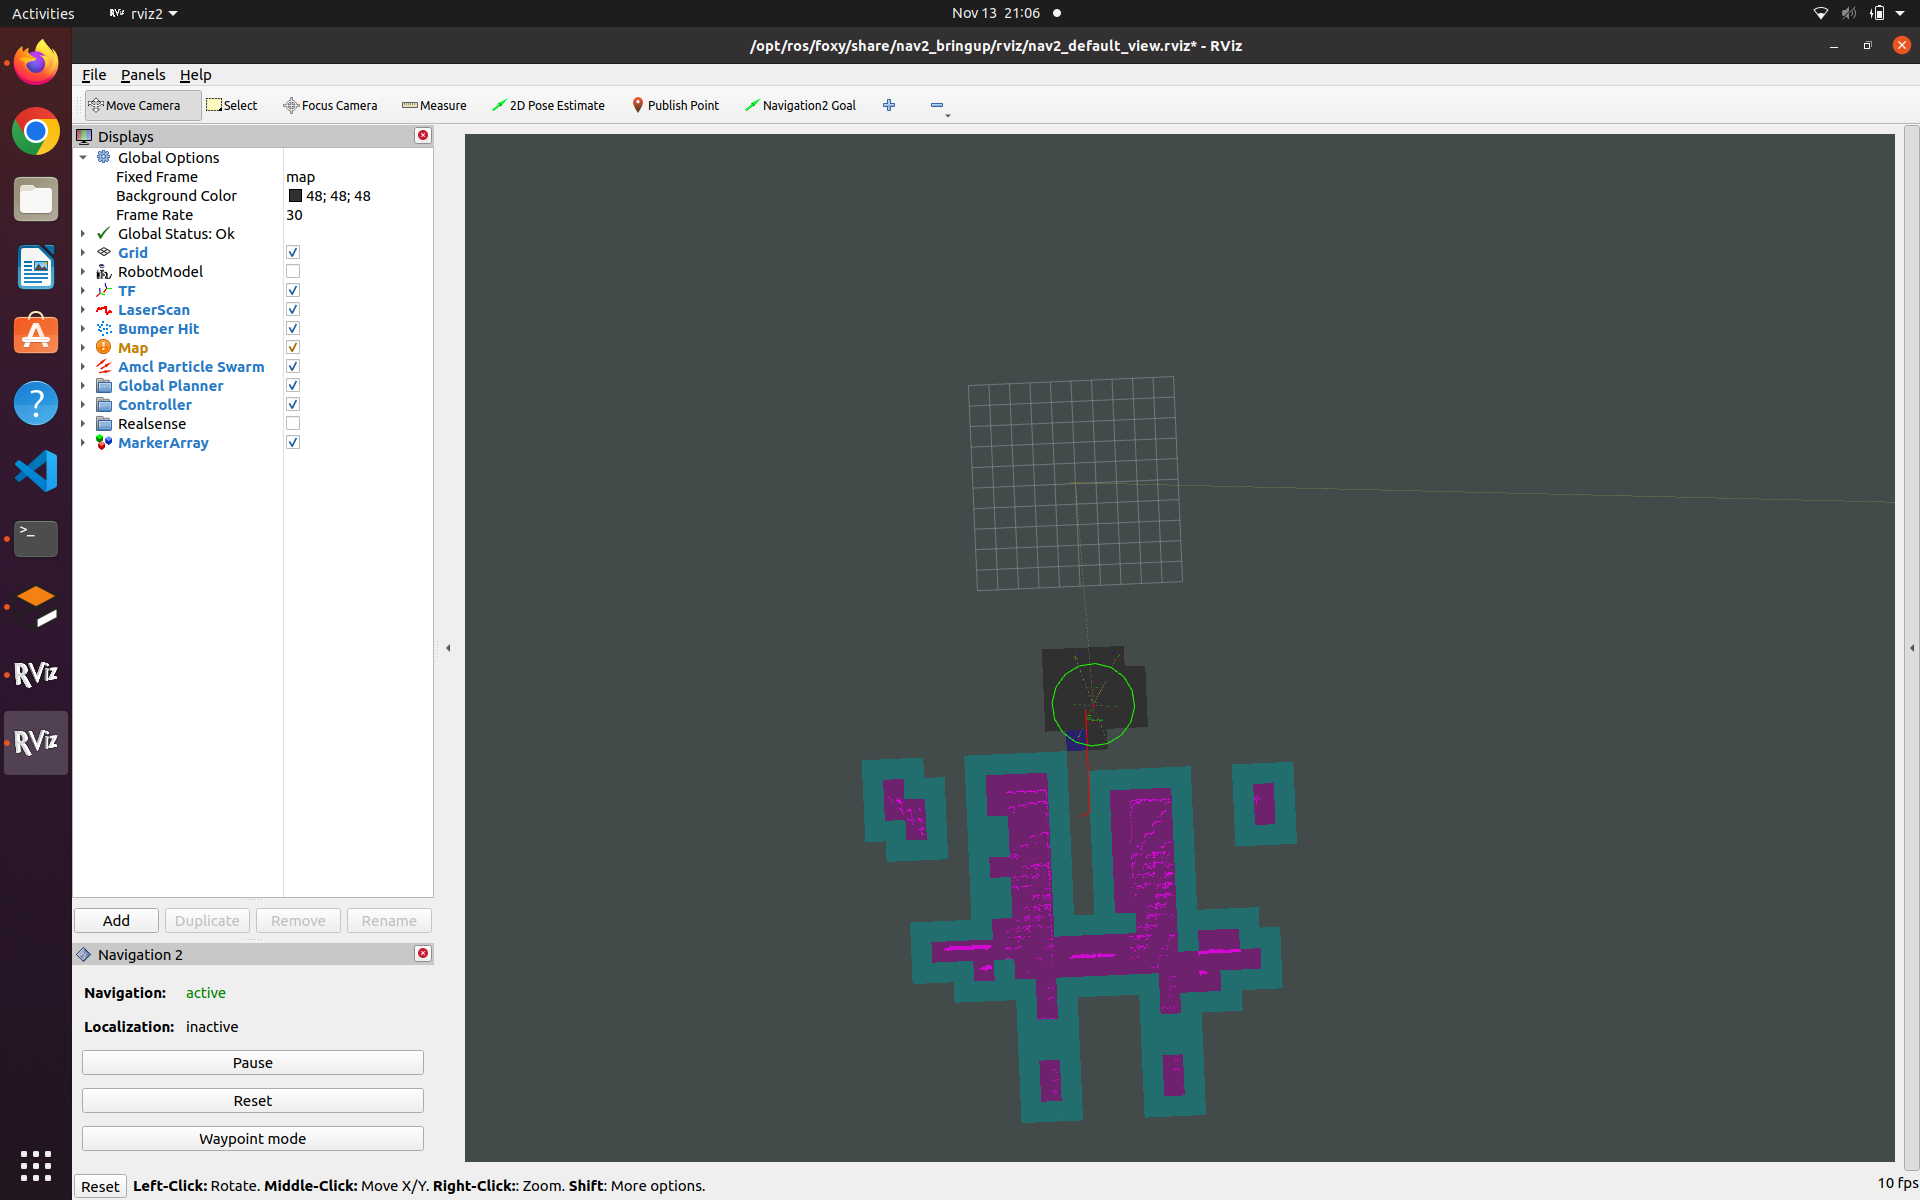 Activities
RViz rviz2
Nov 13 21:06
/opt/ros/foxy/share/nav2_bringup/rviz/nav2_default_view.rviz* - RViz
File Panels Help
Move Camera Select Focus Camera Measure 2D Pose Estimate Publish Point Navigation2 Goal
Displays
Global Options
Fixed Frame map
Background Color 48; 48; 48
Frame Rate 30
Global Status: Ok
Grid
RobotModel
TF
LaserScan
Bumper Hit
Map
Amcl Particle Swarm
Global Planner
Controller
Realsense
MarkerArray
Add Duplicate Remove Rename
Navigation 2
Navigation: active
Localization: inactive
Pause
Reset
Waypoint mode
Reset Left-Click: Rotate. Middle-Click: Move X/Y. Right-Click:: Zoom. Shift: More options.
10 fps
RViz
RViz